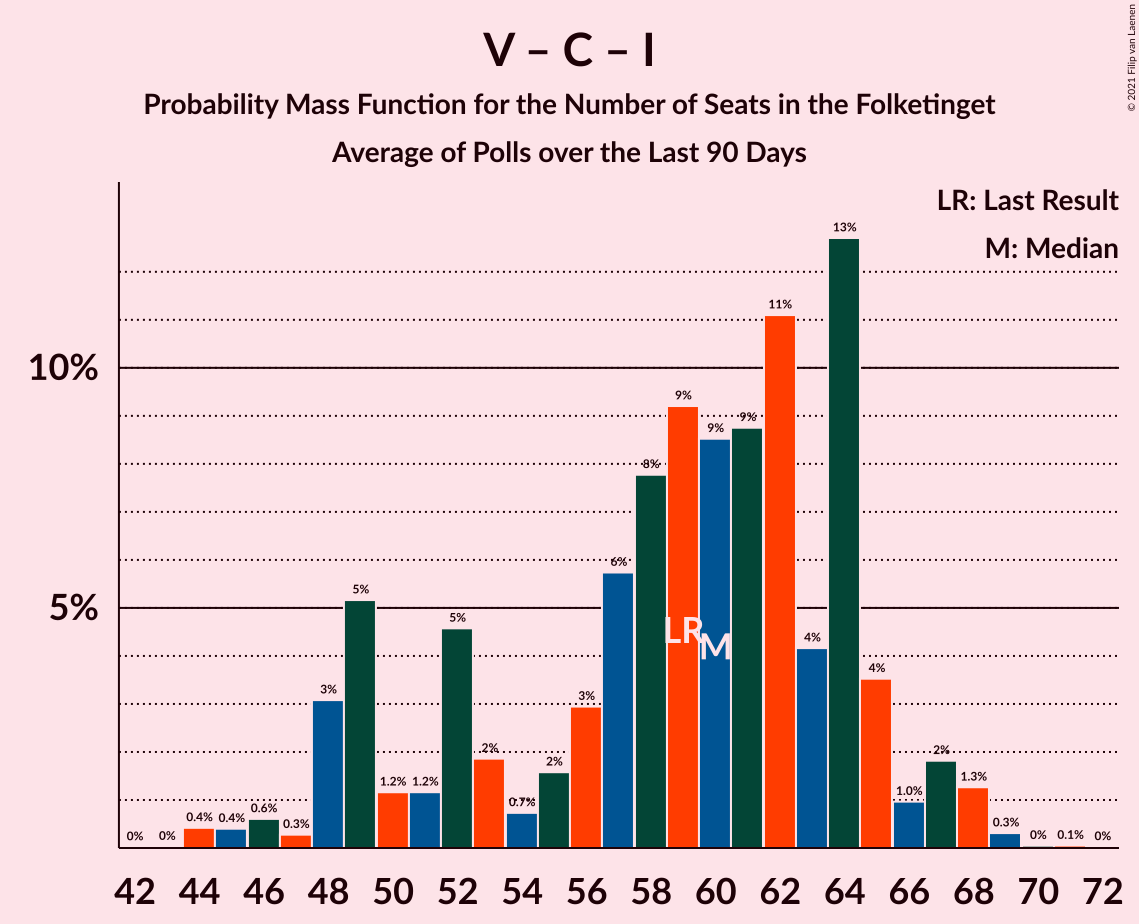 V – C – I
Probability Mass Function for the Number of Seats in the Folketinget
Average of Polls over the Last 90 Days
© 2021 Filip van Laenen
LR: Last Result
M: Median
10%
5%
0% 0% 0.4% 0.4% 0.6% 0.3% 3% 5% 1.2% 1.2% 5% 2% 0.7% 2% 3% 6% 8% 9% 9% 9% 11% 4% 13% 4% 1.0% 2% 1.3% 0.3% 0% 0.1% 0%
LR
M
42 44 46 48 50 52 54 56 58 60 62 64 66 68 70 72